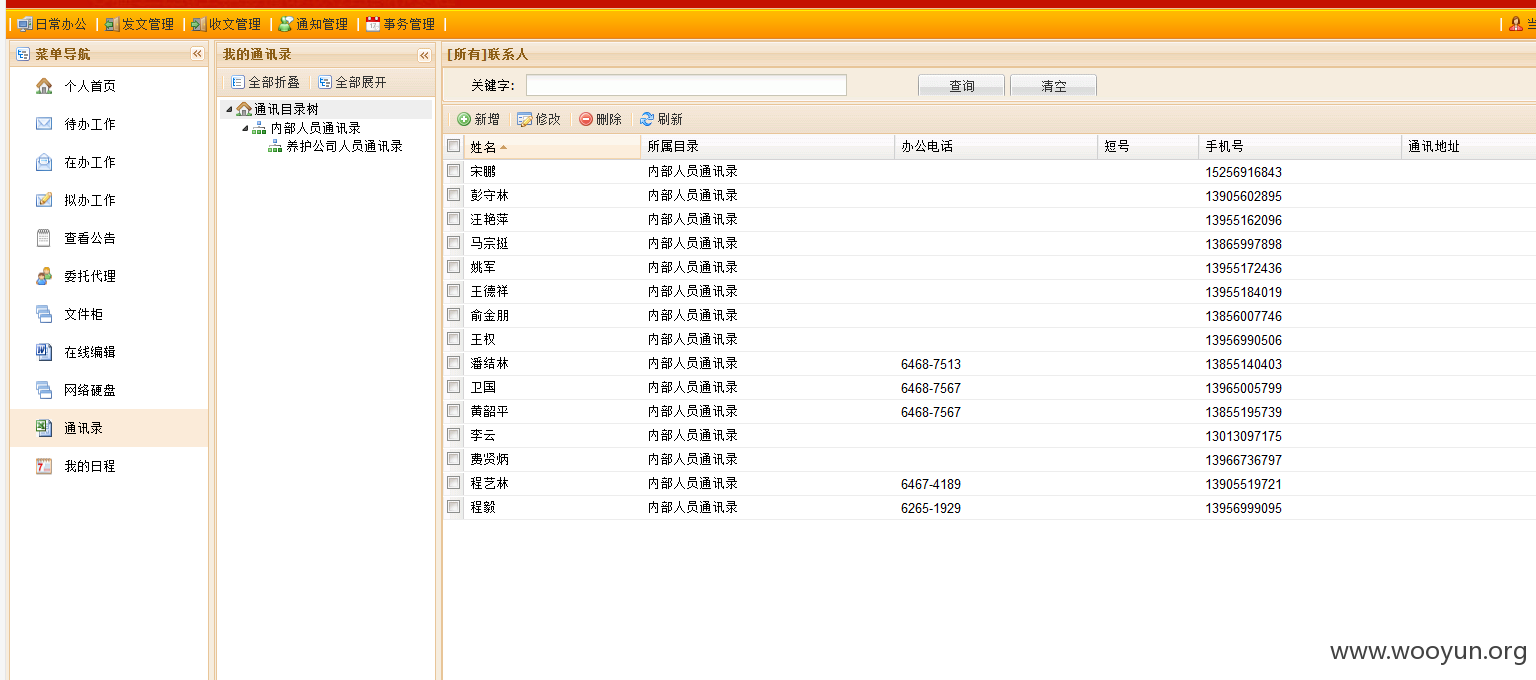 日常办公 发文管理 收文管理 通知管理 事务管理 当
菜单导航
个人首页
待办工作
在办工作
拟办工作
查看公告
委托代理
文件柜
在线编辑
网络硬盘
通讯录
我的日程
我的通讯录
全部折叠 全部展开
通讯目录树
内部人员通讯录
养护公司人员通讯录
[所有]联系人
关键字: 查询 清空
新增 修改 删除 刷新
姓名 所属目录 办公电话 短号 手机号 通讯地址
宋鹏 内部人员通讯录 15256916843
彭守林 内部人员通讯录 13905602895
汪艳萍 内部人员通讯录 13955162096
马宗挺 内部人员通讯录 13865997898
姚军 内部人员通讯录 13955172436
王德祥 内部人员通讯录 13955184019
俞金朋 内部人员通讯录 13856007746
王权 内部人员通讯录 13956990506
潘结林 内部人员通讯录 6468-7513 13855140403
卫国 内部人员通讯录 6468-7567 13965005799
黄韶平 内部人员通讯录 6468-7567 13855195739
李云 内部人员通讯录 13013097175
费贤炳 内部人员通讯录 13966736797
程艺林 内部人员通讯录 6467-4189 13905519721
程毅 内部人员通讯录 6265-1929 13956999095
www.wooyun.org